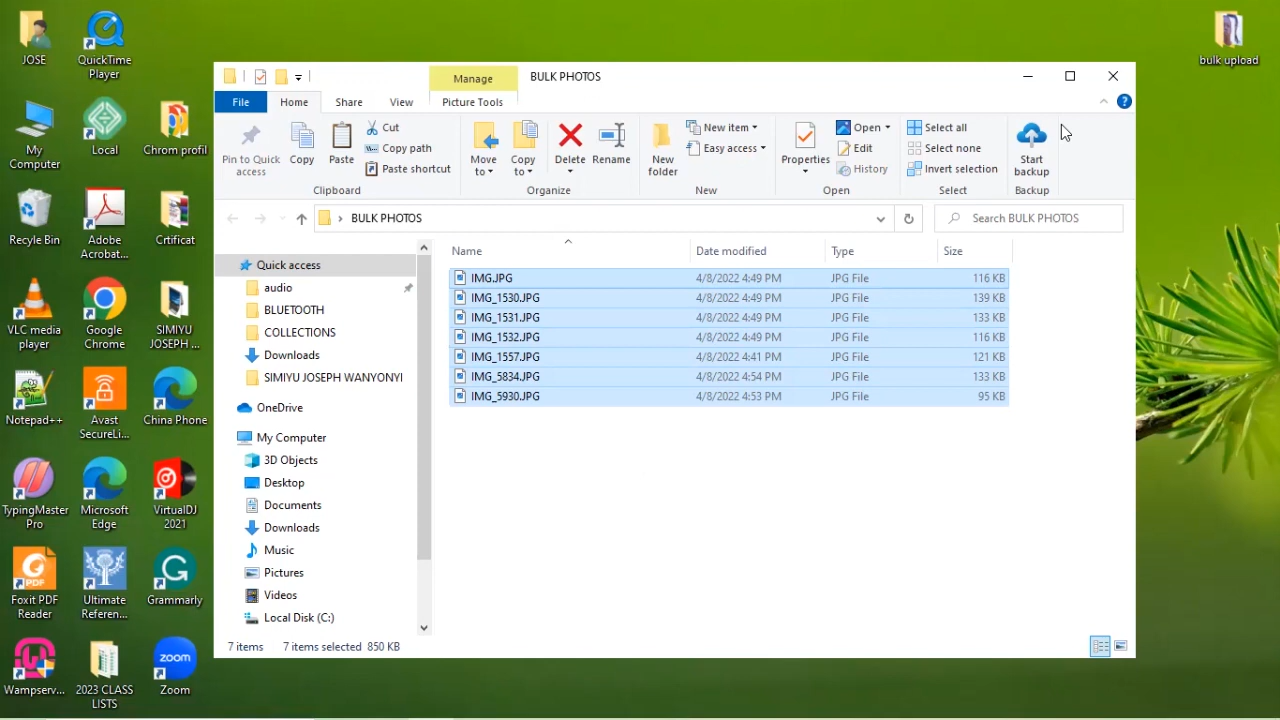 JOSE
QuickTime
Player
bulk upload
My
Computer
Local
Chrom profil
Recyle Bin
Adobe
Acrobat...
Crtificat
VLC media
player
Google
Chrome
SIMIYU
JOSEPH ...
Notepad++
Avast
SecureLi...
China Phone
TypingMaster
Pro
Microsoft
Edge
VirtualDJ
2021
Foxit PDF
Reader
Ultimate
Referen...
Grammarly
Wampserv...
2023 CLASS
LISTS
zoom
Zoom
Manage
BULK PHOTOS
File
Home
Share
View
Picture Tools
Pin to Quick
access
Copy
Paste
Cut
Copy path
Paste shortcut
Clipboard
Move
to
Copy
to
Delete
Rename
Organize
New
folder
New item
Easy access
New
Properties
Open
Edit
History
Open
Select all
Select none
Invert selection
Select
Start
backup
Backup
BULK PHOTOS
Search BULK PHOTOS
Quick access
audio
BLUETOOTH
COLLECTIONS
Downloads
SIMIYU JOSEPH WANYONYI
OneDrive
My Computer
3D Objects
Desktop
Documents
Downloads
Music
Pictures
Videos
Local Disk (C:)
Name Date modified Type Size
IMG.JPG 4/8/2022 4:49 PM JPG File 116 KB
IMG_1530.JPG 4/8/2022 4:49 PM JPG File 139 KB
IMG_1531.JPG 4/8/2022 4:49 PM JPG File 133 KB
IMG_1532.JPG 4/8/2022 4:49 PM JPG File 116 KB
IMG_1557.JPG 4/8/2022 4:41 PM JPG File 121 KB
IMG_5834.JPG 4/8/2022 4:54 PM JPG File 133 KB
IMG_5930.JPG 4/8/2022 4:53 PM JPG File 95 KB
7 items 7 items selected 850 KB